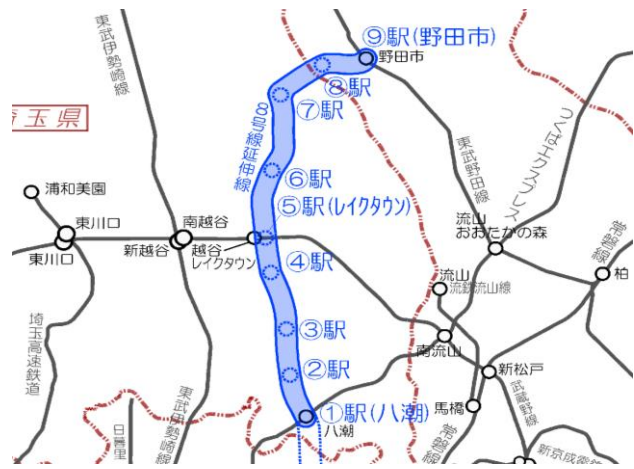 ⑨駅(野田市)
野田市
⑧駅
⑦駅
東武伊勢崎線
8号線延伸線
埼玉県
つくばエクスプレス
東武野田線
⑥駅
⑤駅(レイクタウン)
浦和美園
東川口
東川口
南越谷
新越谷
越谷
レイクタウン
流山
おおたかの森
常磐線
柏
④駅
流山
流鉄流山線
③駅
南流山
埼玉高速鉄道
②駅
新松戸
武蔵野線
馬橋
①駅(八潮)
八潮
日暮里
東武伊勢崎線
常磐線
新京成線